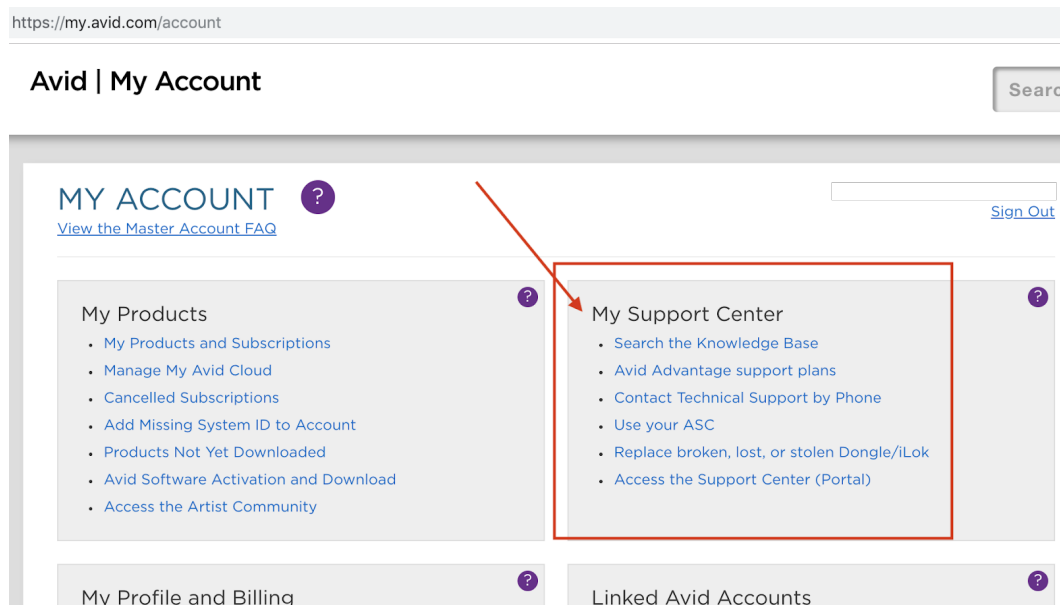 https://my.avid.com/account
Avid | My Account
MY ACCOUNT ?
View the Master Account FAQ
Sign Out
?
My Products
• My Products and Subscriptions
• Manage My Avid Cloud
• Cancelled Subscriptions
• Add Missing System ID to Account
• Products Not Yet Downloaded
• Avid Software Activation and Download
• Access the Artist Community
?
My Support Center
• Search the Knowledge Base
• Avid Advantage support plans
• Contact Technical Support by Phone
• Use your ASC
• Replace broken, lost, or stolen Dongle/iLok
• Access the Support Center (Portal)
?
My Profile and Billing
?
Linked Avid Accounts